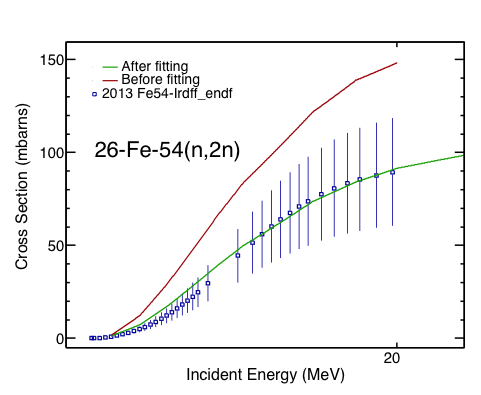 150
After fitting
Before fitting
2013 Fe54-Irdff_endf
26-Fe-54(n,2n)
100
50
0
Cross Section (mbarns)
20
Incident Energy (MeV)